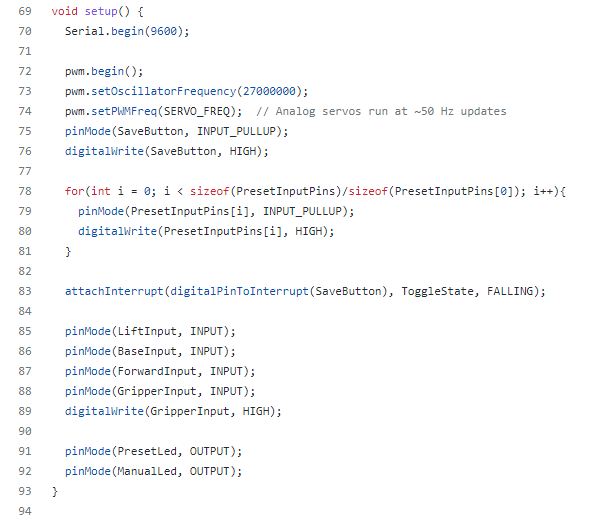 69 void setup() {
70   Serial.begin(9600);
71
72   pwm.begin();
73   pwm.setOscillatorFrequency(27000000);
74   pwm.setPWMFreq(SERVO_FREQ);  // Analog servos run at ~50 Hz updates
75   pinMode(SaveButton, INPUT_PULLUP);
76   digitalWrite(SaveButton, HIGH);
77
78   for(int i = 0; i < sizeof(PresetInputPins)/sizeof(PresetInputPins[0]); i++){
79     pinMode(PresetInputPins[i], INPUT_PULLUP);
80     digitalWrite(PresetInputPins[i], HIGH);
81   }
82
83   attachInterrupt(digitalPinToInterrupt(SaveButton), ToggleState, FALLING);
84
85   pinMode(LiftInput, INPUT);
86   pinMode(BaseInput, INPUT);
87   pinMode(ForwardInput, INPUT);
88   pinMode(GripperInput, INPUT);
89   digitalWrite(GripperInput, HIGH);
90
91   pinMode(PresetLed, OUTPUT);
92   pinMode(ManualLed, OUTPUT);
93 }
94